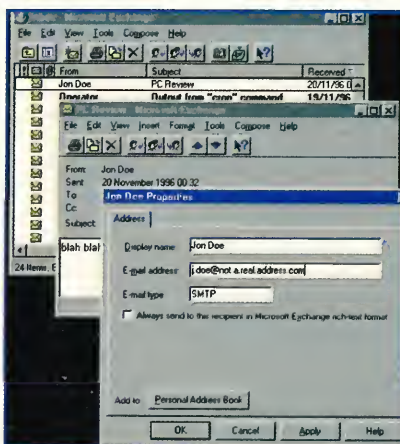 Inbox - Microsoft Exchange
File Edit View Tools Compose Help
From Subject Received
Jon Doe PC Review 20/11/96 0
Operator Output from "cron" command 19/11/96
PC Review - Microsoft Exchange
File Edit View Insert Format Tools Compose Help
From Jon Doe
Sent 20 November 1996 00 32
To
Cc
Subject
blah blah
24 Items,
Jon Doe Properties
Address
Display name Jon Doe
E-mail address j.doe@not a.real.address.com
E-mail type SMTP
Always send to this recipient in Microsoft Exchange rich-text format
Add to Personal Address Book
OK Cancel Apply Help